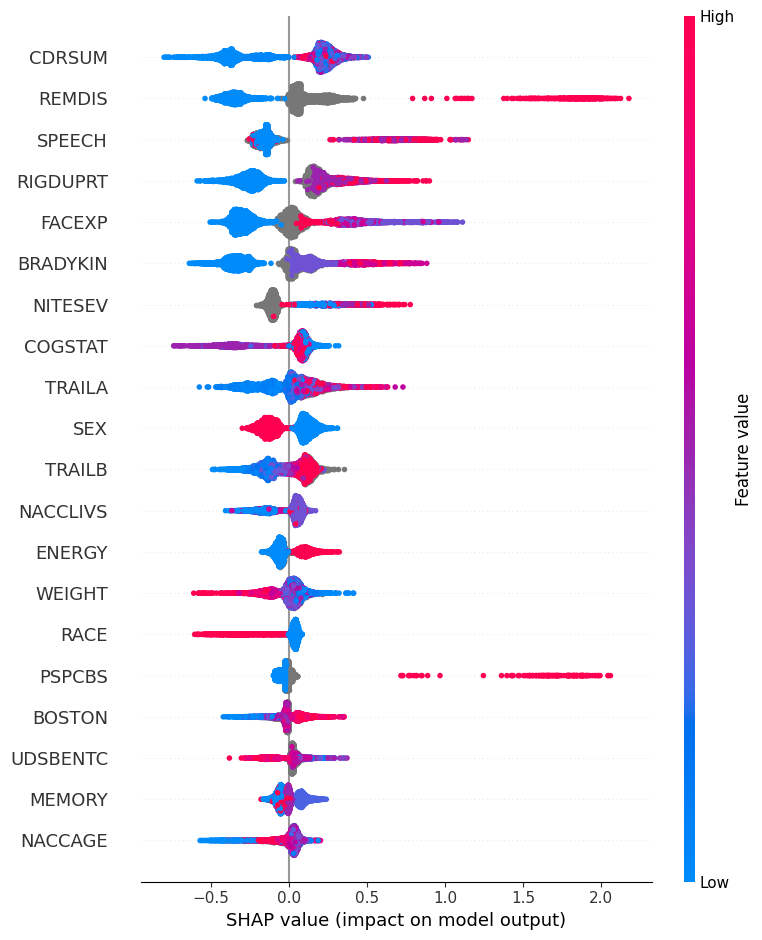 High
CDRSUM
REMDIS
SPEECH
RIGDUPRT
FACEXP
BRADYKIN
NITESEV
COGSTAT
TRAILA
SEX
TRAILB
NACCLIVS
ENERGY
WEIGHT
RACE
PSPCBS
BOSTON
UDSBENTC
MEMORY
NACCAGE
Feature value
Low
−0.5 0.0 0.5 1.0 1.5 2.0
SHAP value (impact on model output)